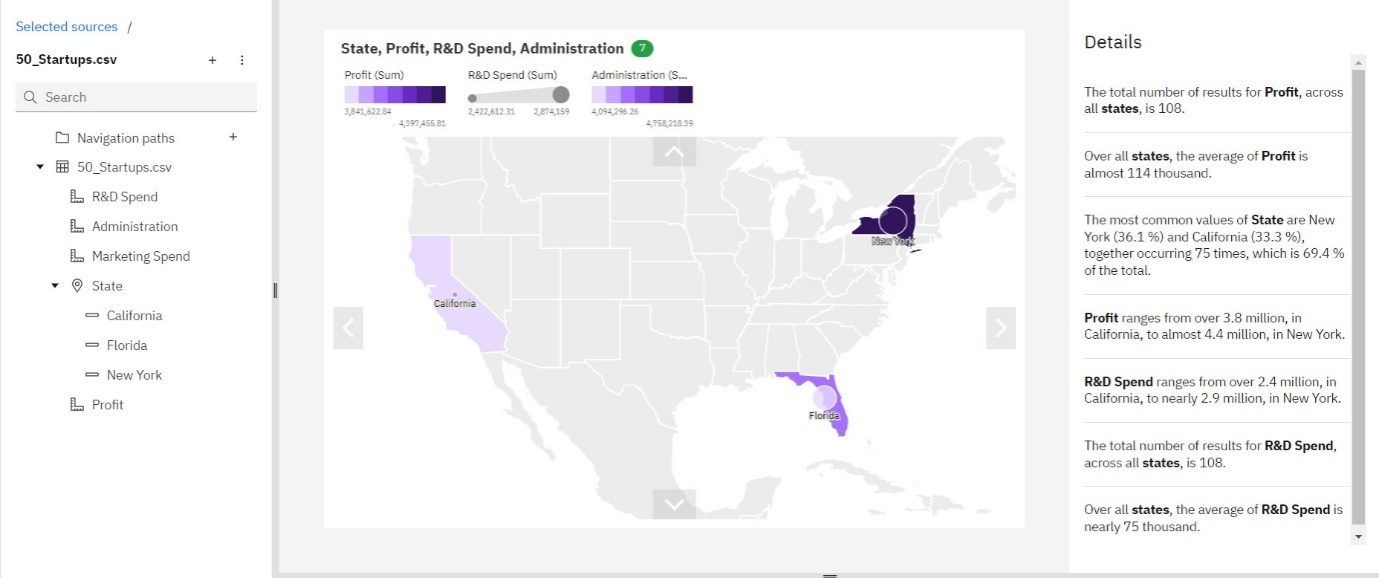 Selected sources /
50_Startups.csv
Search
Navigation paths
50_Startups.csv
R&D Spend
Administration
Marketing Spend
State
California
Florida
New York
Profit
State, Profit, R&D Spend, Administration 7
Profit (Sum)
3,841,622.84
4,397,455.81
R&D Spend (Sum)
2,422,612.31 2,874,159
Administration (S...
4,094,296.26
4,758,218.39
New York
California
Florida
Details
The total number of results for Profit, across
all states, is 108.
Over all states, the average of Profit is
almost 114 thousand.
The most common values of State are New
York (36.1 %) and California (33.3 %),
together occurring 75 times, which is 69.4 %
of the total.
Profit ranges from over 3.8 million, in
California, to almost 4.4 million, in New York.
R&D Spend ranges from over 2.4 million, in
California, to nearly 2.9 million, in New York.
The total number of results for R&D Spend,
across all states, is 108.
Over all states, the average of R&D Spend is
nearly 75 thousand.